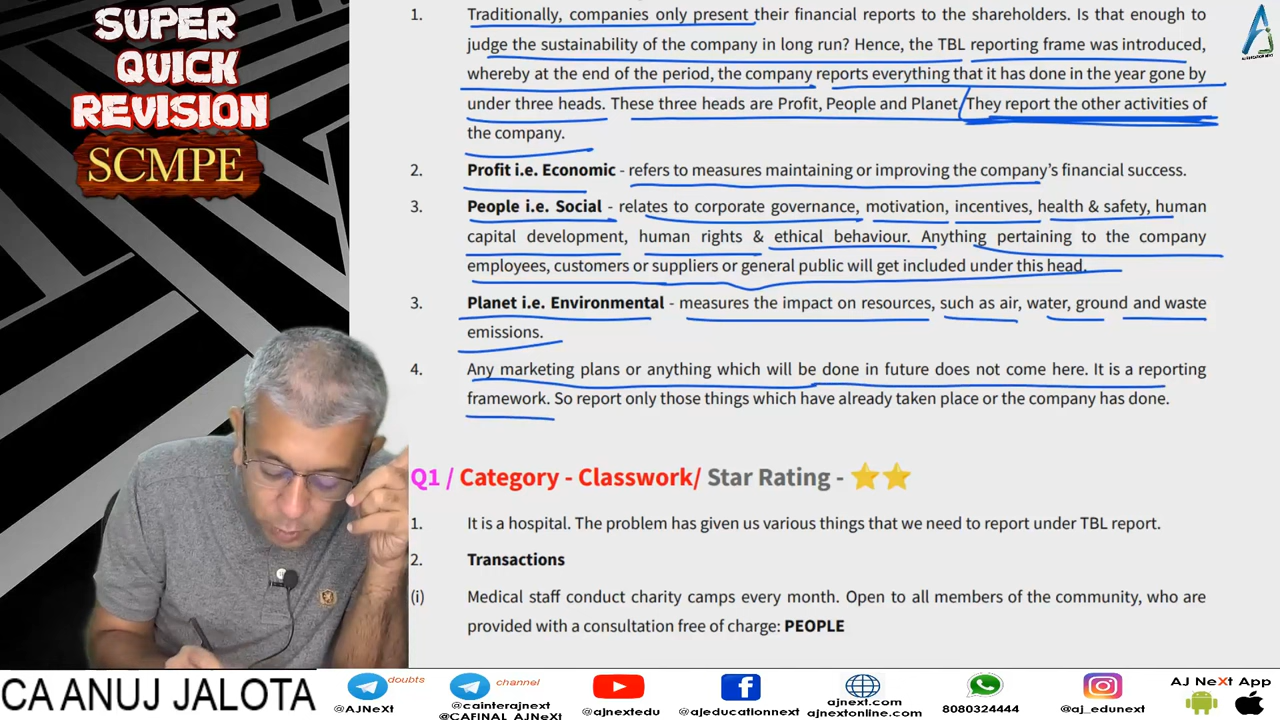 SUPER
QUICK
REVISION
SCMPE
1. Traditionally, companies only present their financial reports to the shareholders. Is that enough to
judge the sustainability of the company in long run? Hence, the TBL reporting frame was introduced,
whereby at the end of the period, the company reports everything that it has done in the year gone by
under three heads. These three heads are Profit, People and Planet They report the other activities of
the company.
2. Profit i.e. Economic - refers to measures maintaining or improving the company's financial success.
3. People i.e. Social - relates to corporate governance, motivation, incentives, health & safety, human
capital development, human rights & ethical behaviour. Anything pertaining to the company
employees, customers or suppliers or general public will get included under this head.
3. Planet i.e. Environmental - measures the impact on resources, such as air, water, ground and waste
emissions.
4. Any marketing plans or anything which will be done in future does not come here. It is a reporting
framework. So report only those things which have already taken place or the company has done.
Q1 / Category - Classwork/ Star Rating - ⭐⭐
1. It is a hospital. The problem has given us various things that we need to report under TBL report.
2. Transactions
(i) Medical staff conduct charity camps every month. Open to all members of the community, who are
provided with a consultation free of charge: PEOPLE
CA ANUJ JALOTA
doubts
@AJNeXt
channel
@cainterajnext
@CAFINAL_AJNeXt
@ajnextedu
@ajeducationnext
ajnext.com
ajnextonline.com
8080324444
@aj_edunext
AJ NeXt App